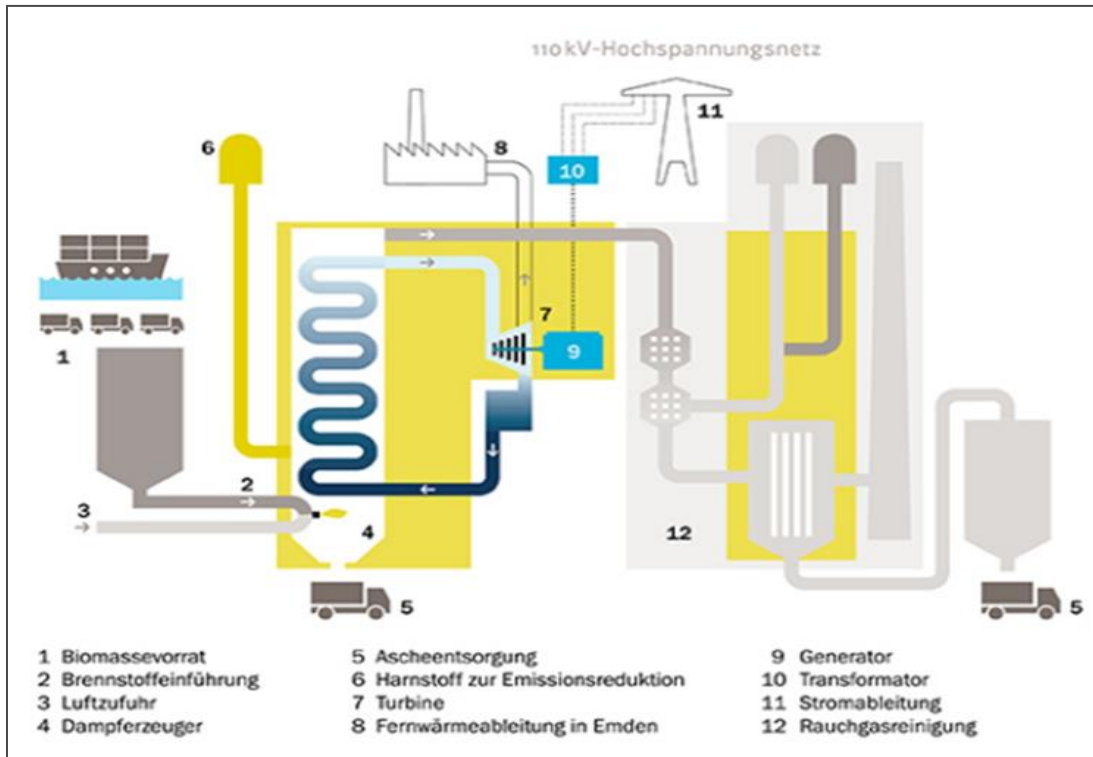 110 kV-Hochspannungsnetz
11
6
8
10
7
9
1
2
3
4
12
5
5
1 Biomassevorrat
2 Brennstoffeinführung
3 Luftzufuhr
4 Dampferzeuger
5 Ascheentsorgung
6 Harnstoff zur Emissionsreduktion
7 Turbine
8 Fernwärmeableitung in Emden
9 Generator
10 Transformator
11 Stromableitung
12 Rauchgasreinigung